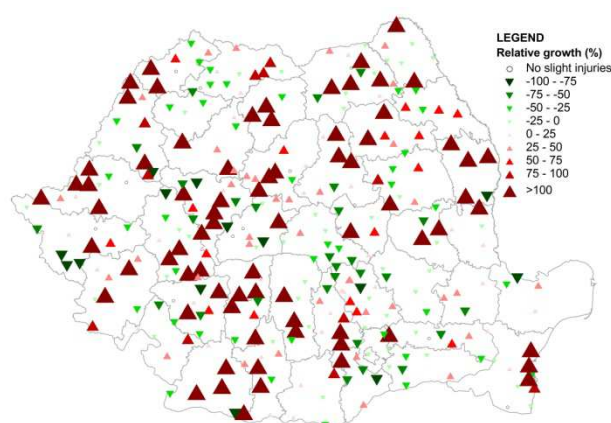 LEGEND
Relative growth (%)
No slight injuries
-100 - -75
-75 - -50
-50 - -25
-25 - 0
0 - 25
25 - 50
50 - 75
75 - 100
>100